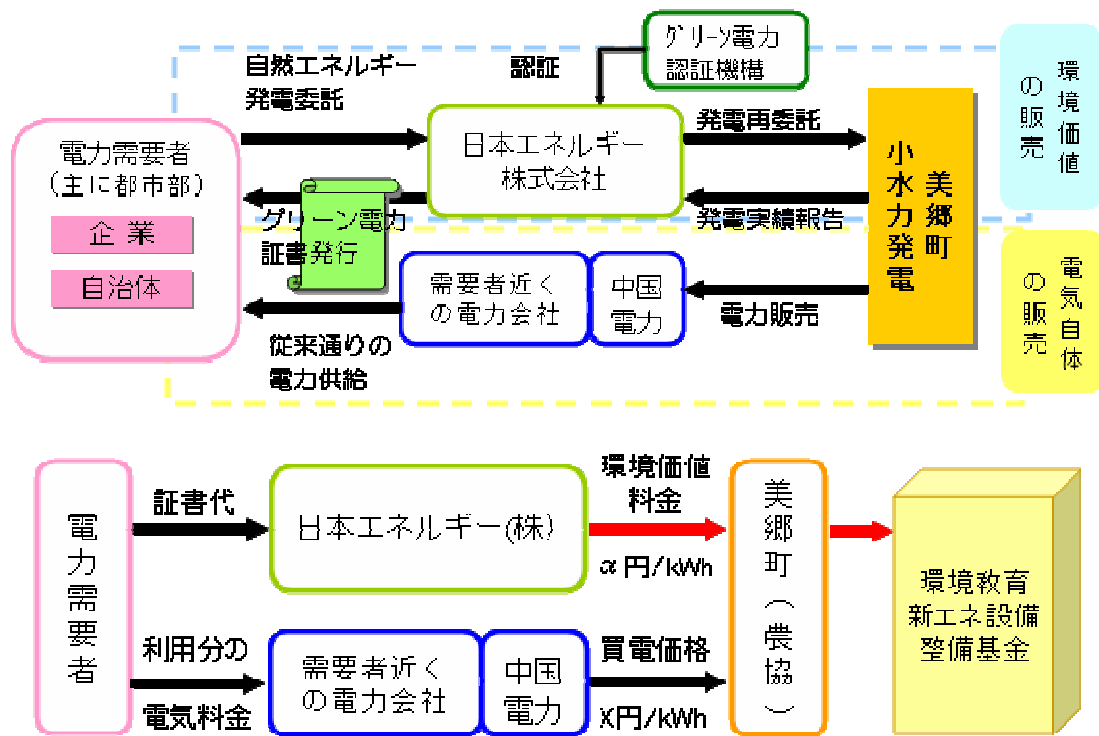 グリーン電力
認証機構
自然エネルギー
発電委託
認証
環境価値
の販売
電力需要者
(主に都市部)
企業
自治体
日本エネルギー
株式会社
発電再委託
美郷町
小水力発電
グリーン電力
証書発行
発電実績報告
需要者近く
の電力会社
中国
電力
電力販売
電気自体
の販売
従来通りの
電力供給
電力需要者
証書代
日本エネルギー(株)
環境価値
料金
α円/kWh
美郷町(農協)
環境教育
新エネ設備
整備基金
利用分の
電気料金
需要者近く
の電力会社
中国
電力
買電価格
X円/kWh